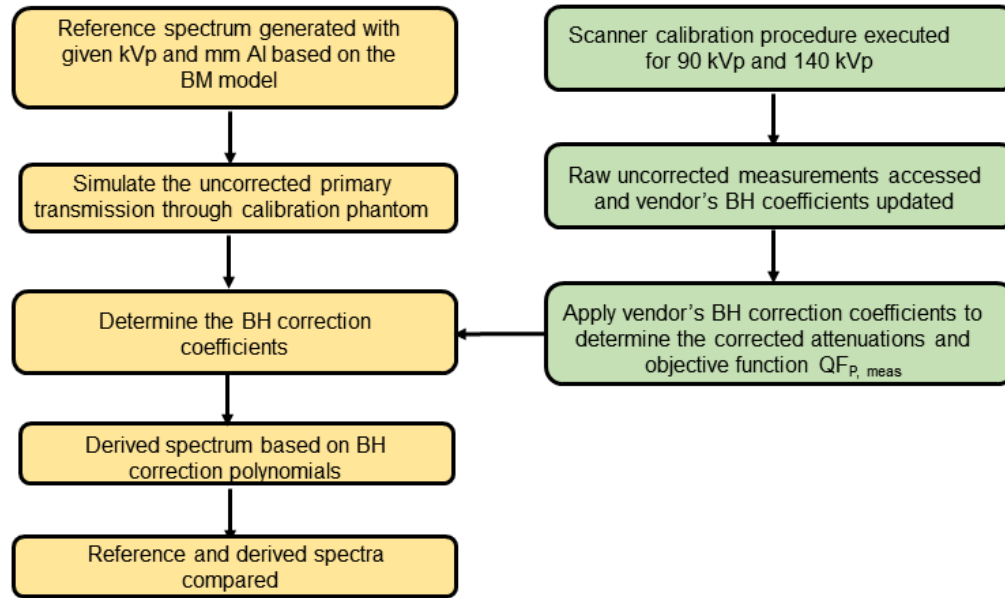 Reference spectrum generated with
given kVp and mm Al based on the
BM model
Simulate the uncorrected primary
transmission through calibration phantom
Determine the BH correction
coefficients
Derived spectrum based on BH
correction polynomials
Reference and derived spectra
compared
Scanner calibration procedure executed
for 90 kVp and 140 kVp
Raw uncorrected measurements accessed
and vendor’s BH coefficients updated
Apply vendor’s BH correction coefficients to
determine the corrected attenuations and
objective function QFP, meas